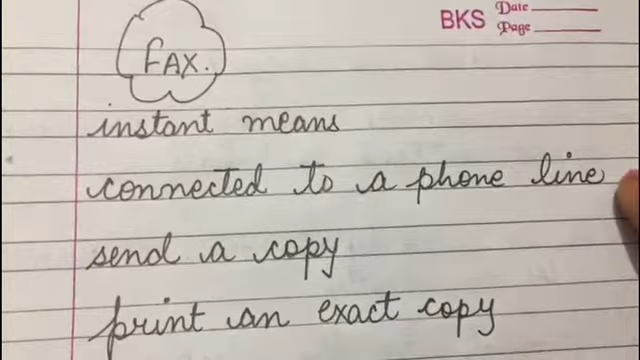 BKS Date
Page
FAX.
instant means
connected to a phone line
send a copy
print an exact copy